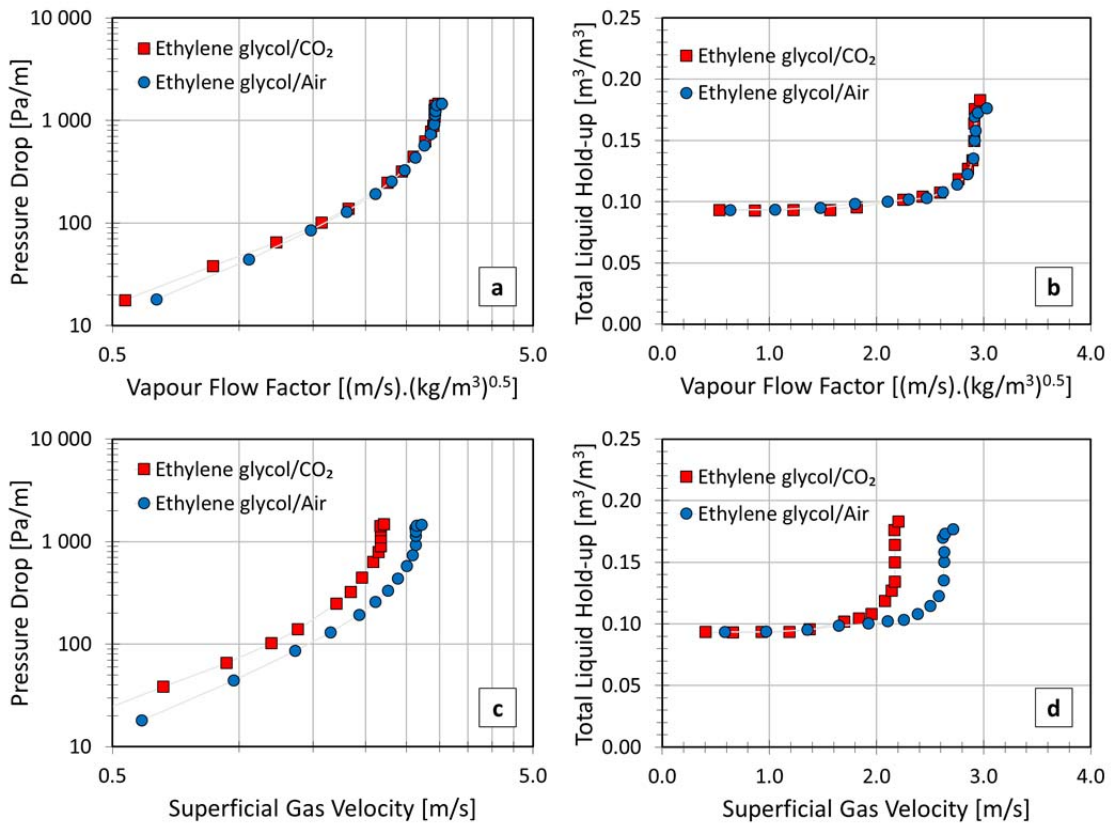 10 000
1 000
100
10
Pressure Drop [Pa/m]
Ethylene glycol/CO₂
Ethylene glycol/Air
a
0.5
5.0
Vapour Flow Factor [(m/s).(kg/m³)⁰·⁵]
0.25
0.20
0.15
0.10
0.05
0.00
Total Liquid Hold-up [m³/m³]
Ethylene glycol/CO₂
Ethylene glycol/Air
b
0.0
1.0
2.0
3.0
4.0
Vapour Flow Factor [(m/s).(kg/m³)⁰·⁵]
10 000
1 000
100
10
Pressure Drop [Pa/m]
Ethylene glycol/CO₂
Ethylene glycol/Air
c
0.5
5.0
Superficial Gas Velocity [m/s]
0.25
0.20
0.15
0.10
0.05
0.00
Total Liquid Hold-up [m³/m³]
Ethylene glycol/CO₂
Ethylene glycol/Air
d
0.0
1.0
2.0
3.0
4.0
Superficial Gas Velocity [m/s]